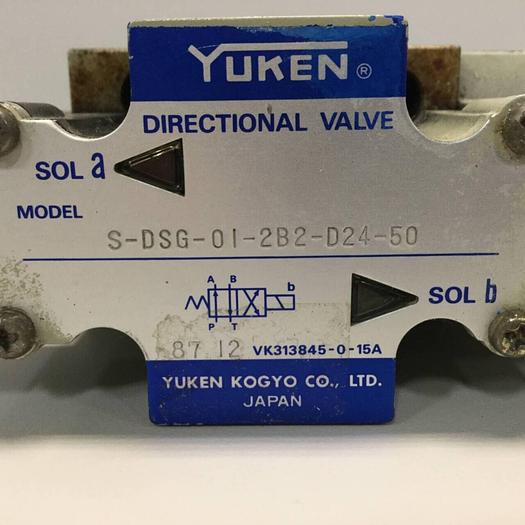 YUKEN ®
DIRECTIONAL VALVE
SOL a
MODEL
S-DSG-01-2B2-D24-50
A B
b
P T
SOL b
87 12 VK313845-0-15A
YUKEN KOGYO CO., LTD.
JAPAN